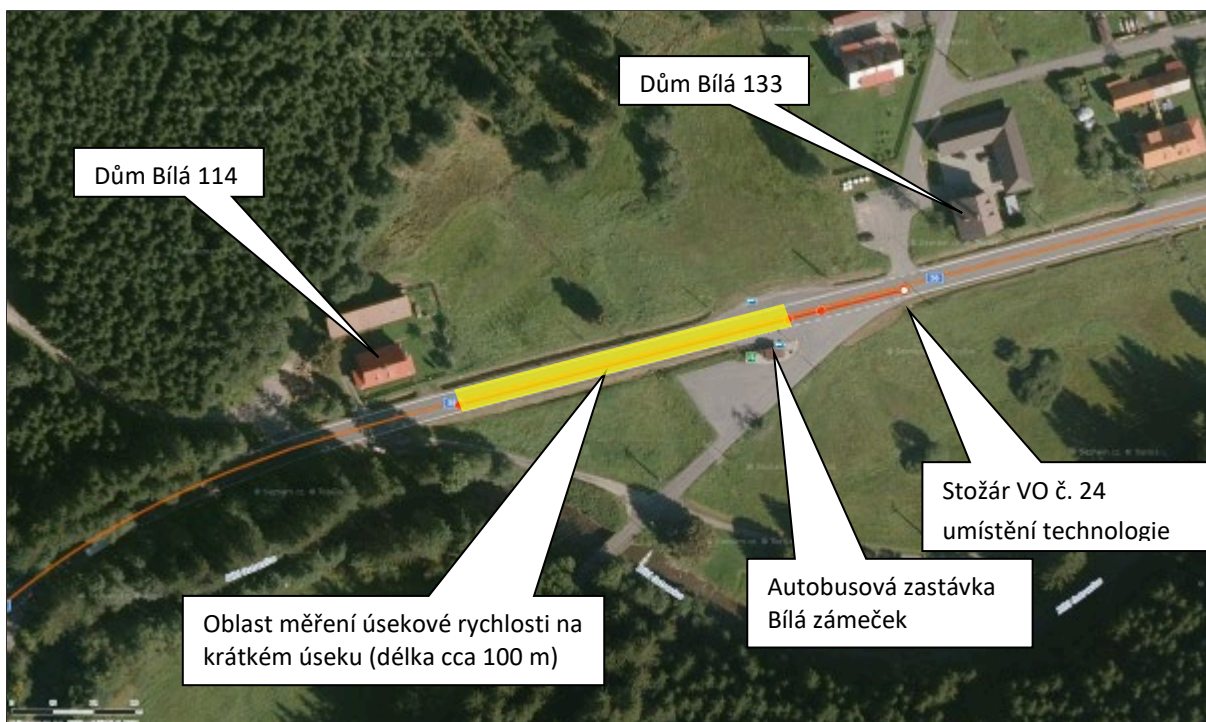 Dům Bílá 133
Dům Bílá 114
56
Stožár VO č. 24
umístění technologie
Autobusová zastávka
Bílá zámeček
Oblast měření úsekové rychlosti na
krátkém úseku (délka cca 100 m)